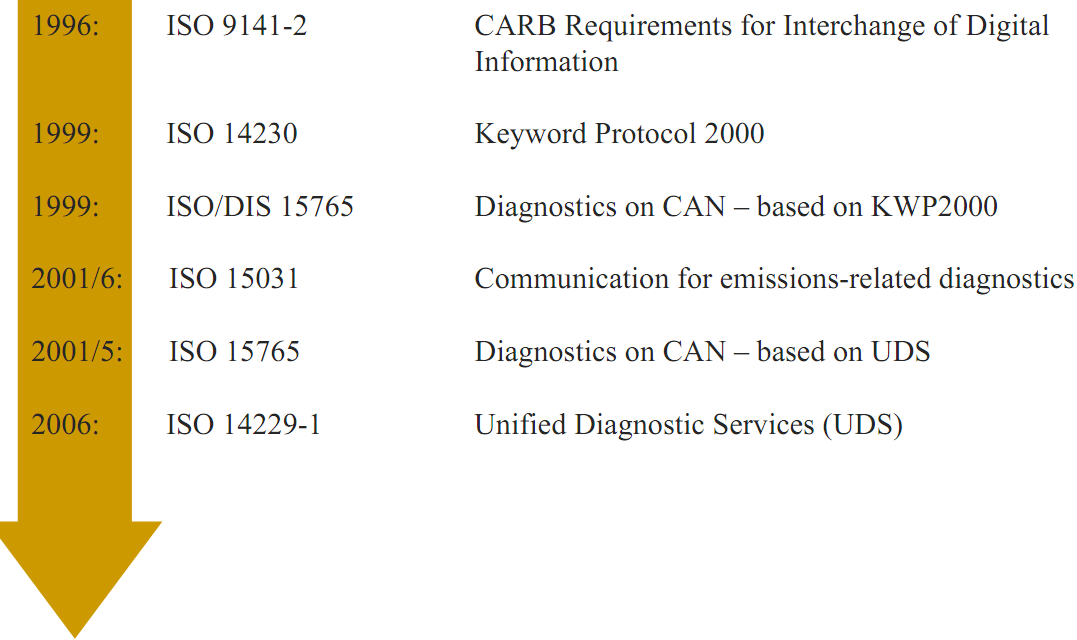 1996: ISO 9141-2 CARB Requirements for Interchange of Digital
Information
1999: ISO 14230 Keyword Protocol 2000
1999: ISO/DIS 15765 Diagnostics on CAN – based on KWP2000
2001/6: ISO 15031 Communication for emissions-related diagnostics
2001/5: ISO 15765 Diagnostics on CAN – based on UDS
2006: ISO 14229-1 Unified Diagnostic Services (UDS)